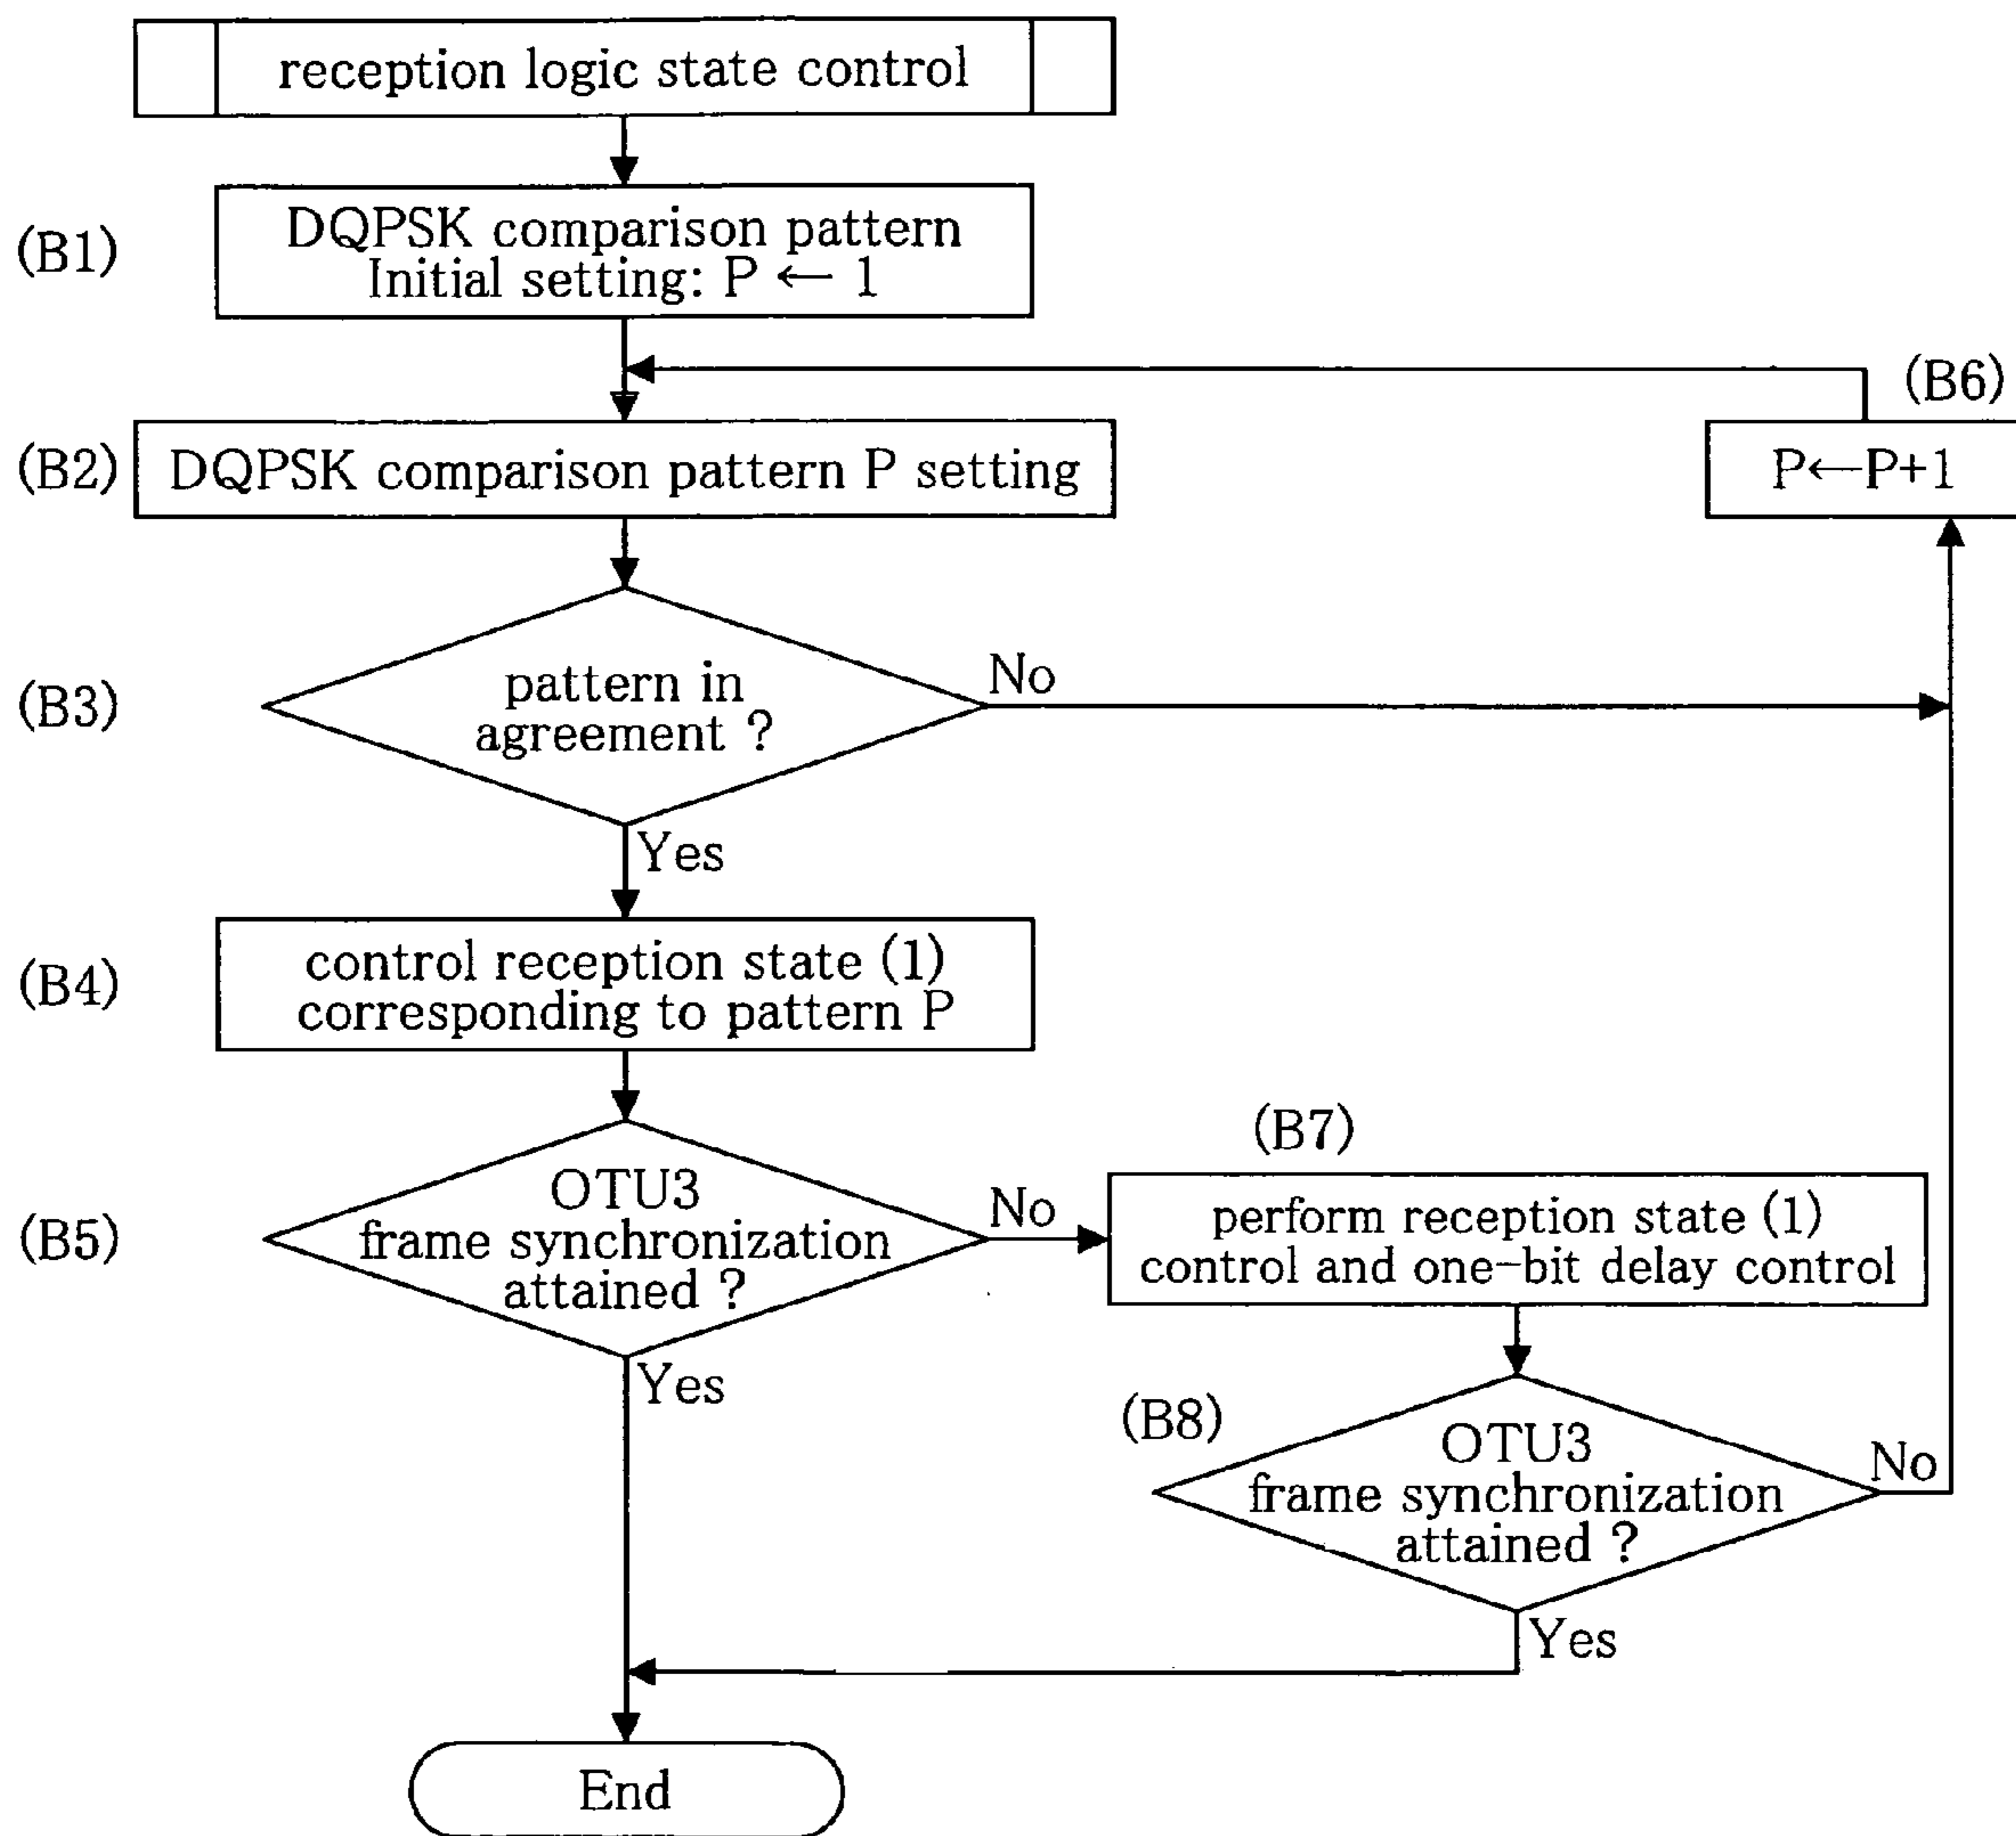 reception logic state control
(B1)
DQPSK comparison pattern
Initial setting: P ← 1
(B6)
(B2)
DQPSK comparison pattern P setting
P←P+1
(B3)
pattern in
agreement ?
No
Yes
(B4)
control reception state (1)
corresponding to pattern P
(B7)
(B5)
OTU3
frame synchronization
attained ?
No
perform reception state (1)
control and one-bit delay control
Yes
(B8)
OTU3
frame synchronization
attained ?
No
Yes
End